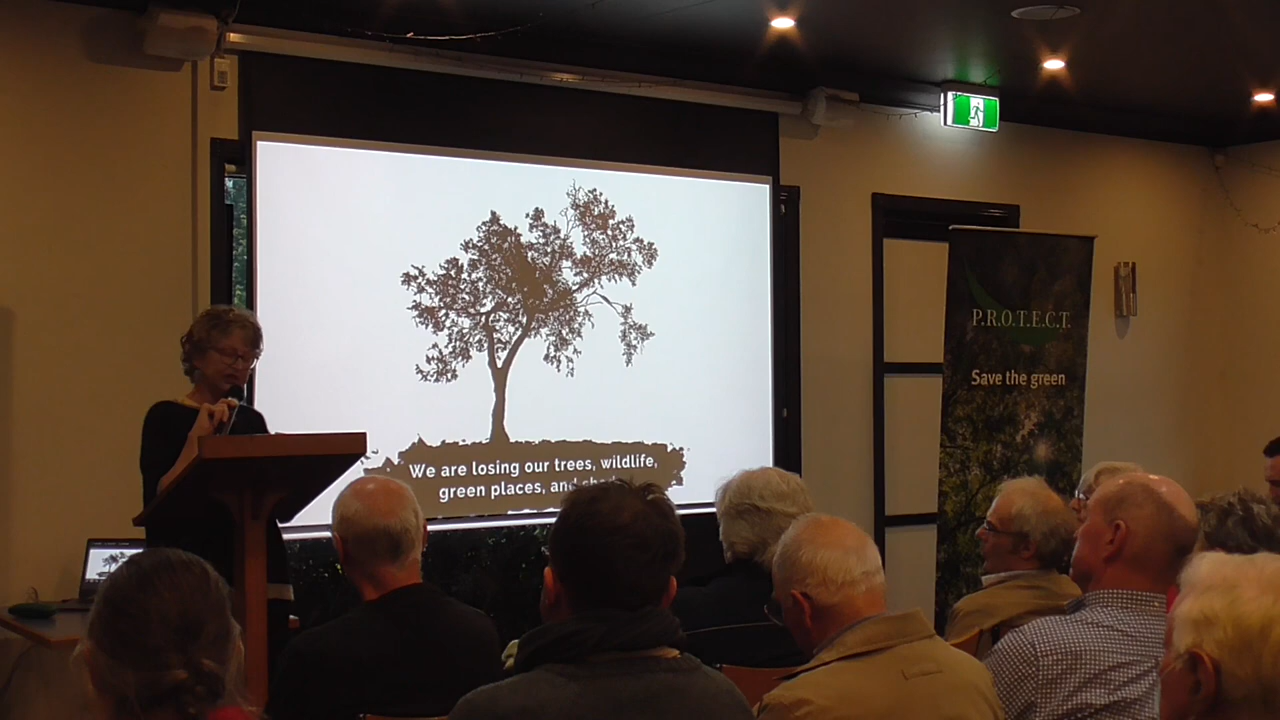 We are losing our trees, wildlife,
green places, and
P.R.O.T.E.C.T.
Save the green